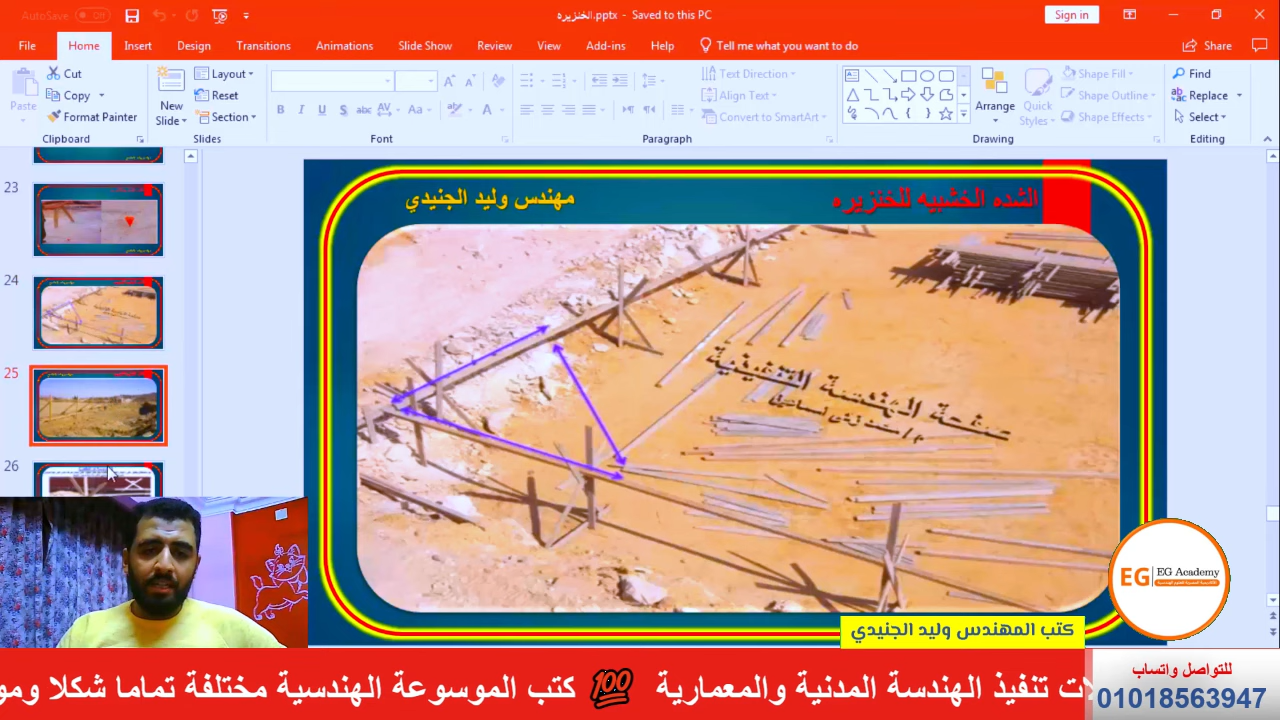 AutoSave Off
الخنزيره.pptx - Saved to this PC
Sign in
File Home Insert Design Transitions Animations Slide Show Review View Add-ins Help Tell me what you want to do Share
Paste
Cut
Copy
Format Painter
Clipboard
New Slide
Layout
Reset
Section
Slides
B I U S abc AV Aa A
Font
Text Direction
Align Text
Convert to SmartArt
Paragraph
Arrange
Quick Styles
Shape Fill
Shape Outline
Shape Effects
Drawing
Find
Replace
Select
Editing
23
24
25
26
الشده الخشبيه للخنزيره
مهندس وليد الجنيدي
صفحة الهندسة التنفيذية
EG EG Academy
كتب المهندس وليد الجنيدي
لات تنفيذ الهندسة المدنية والمعمارية 💯 كتب الموسوعة الهندسية مختلفة تماما شكلا ومو
للتواصل واتساب
01018563947